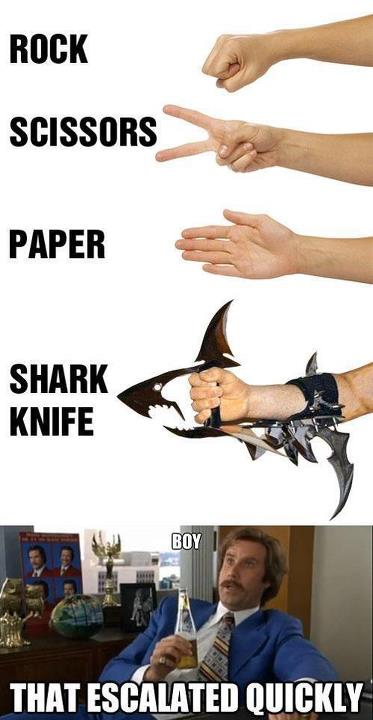 ROCK
SCISSORS
PAPER
SHARK
KNIFE
BOY
THAT ESCALATED QUICKLY